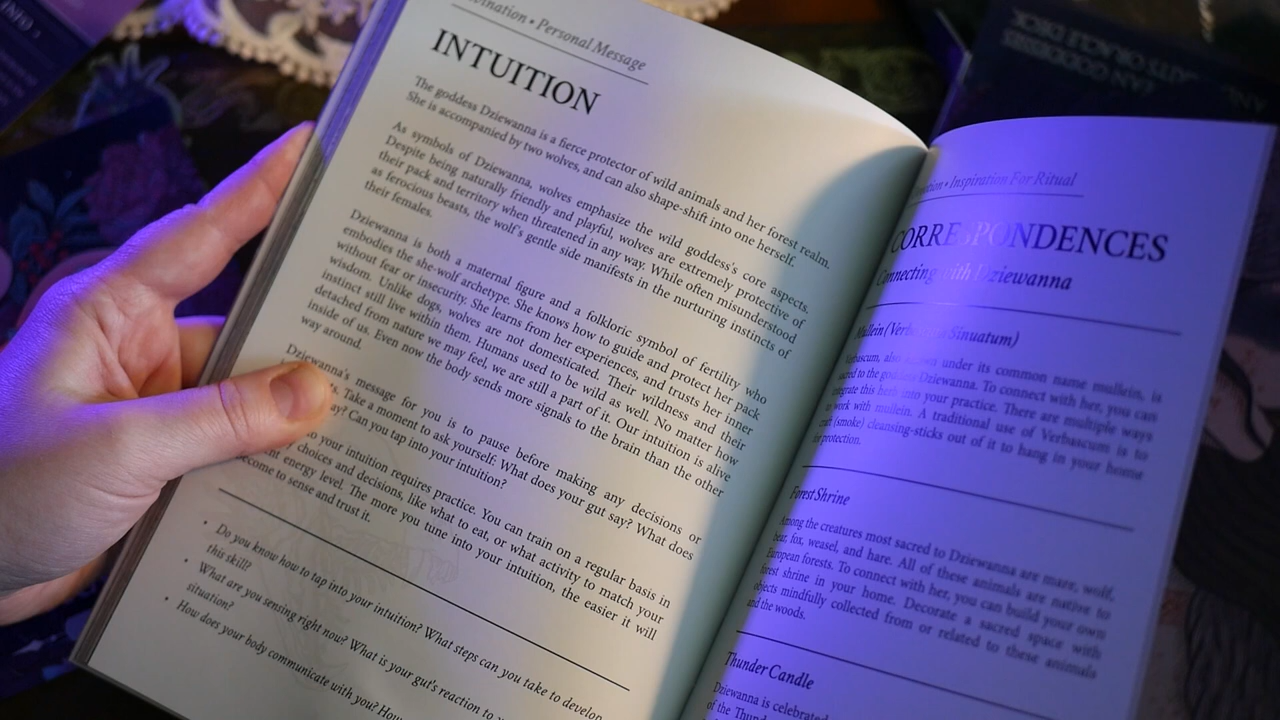 Personal Message
INTUITION
The goddess Dziewanna is a fierce protector of wild animals and her forest realm.
She is accompanied by two wolves, and can also shape-shift into one herself.
As symbols of Dziewanna, wolves emphasize the wild goddess's core aspects.
Despite being naturally friendly and playful, wolves are extremely protective of
their pack and territory when threatened in any way. While often misunderstood
as ferocious beasts, the wolf's gentle side manifests in the nurturing instincts of
their females.
Dziewanna is both a maternal figure and a folkloric symbol of fertility who
embodies the she-wolf archetype. She knows how to guide and protect her pack
without fear or insecurity. She learns from her experiences, and trusts her inner
wisdom. Unlike dogs, wolves are not domesticated. Their wildness and their
instinct still live within them. Humans used to be wild as well. No matter how
detached from nature we may feel, we are still a part of it. Our intuition is alive
inside of us. Even now the body sends more signals to the brain than the other
way around.
Dziewanna's message for you is to pause before making any decisions or
Take a moment to ask yourself: What does your gut say? What does
Can you tap into your intuition?
your intuition requires practice. You can train on a regular basis in
choices and decisions, like what to eat, or what activity to match your
energy level. The more you tune into your intuition, the easier it will
to sense and trust it.
• Do you know how to tap into your intuition? What steps can you take to develop
this skill?
• What are you sensing right now? What is your gut's reaction to
situation?
• How does your body communicate with you?
• Inspiration For Ritual
CORRESPONDENCES
Connecting with Dziewanna
Mullein (Sinuatum)
Verbascum, also known under its common name mullein, is
to the goddess Dziewanna. To connect with her, you can
this herb into your practice. There are multiple ways
work with mullein. A traditional use of Verbascum is to
(smoke) cleansing-sticks out of it to hang in your home
protection.
Forest Shrine
Among the creatures most sacred to Dziewanna are mare, wolf,
bear, fox, weasel, and hare. All of these animals are native to
European forests. To connect with her, you can build your own
forest shrine in your home. Decorate a sacred space with
objects mindfully collected from or related to these animals
and the woods.
Thunder Candle
Dziewanna is celebrated
of the